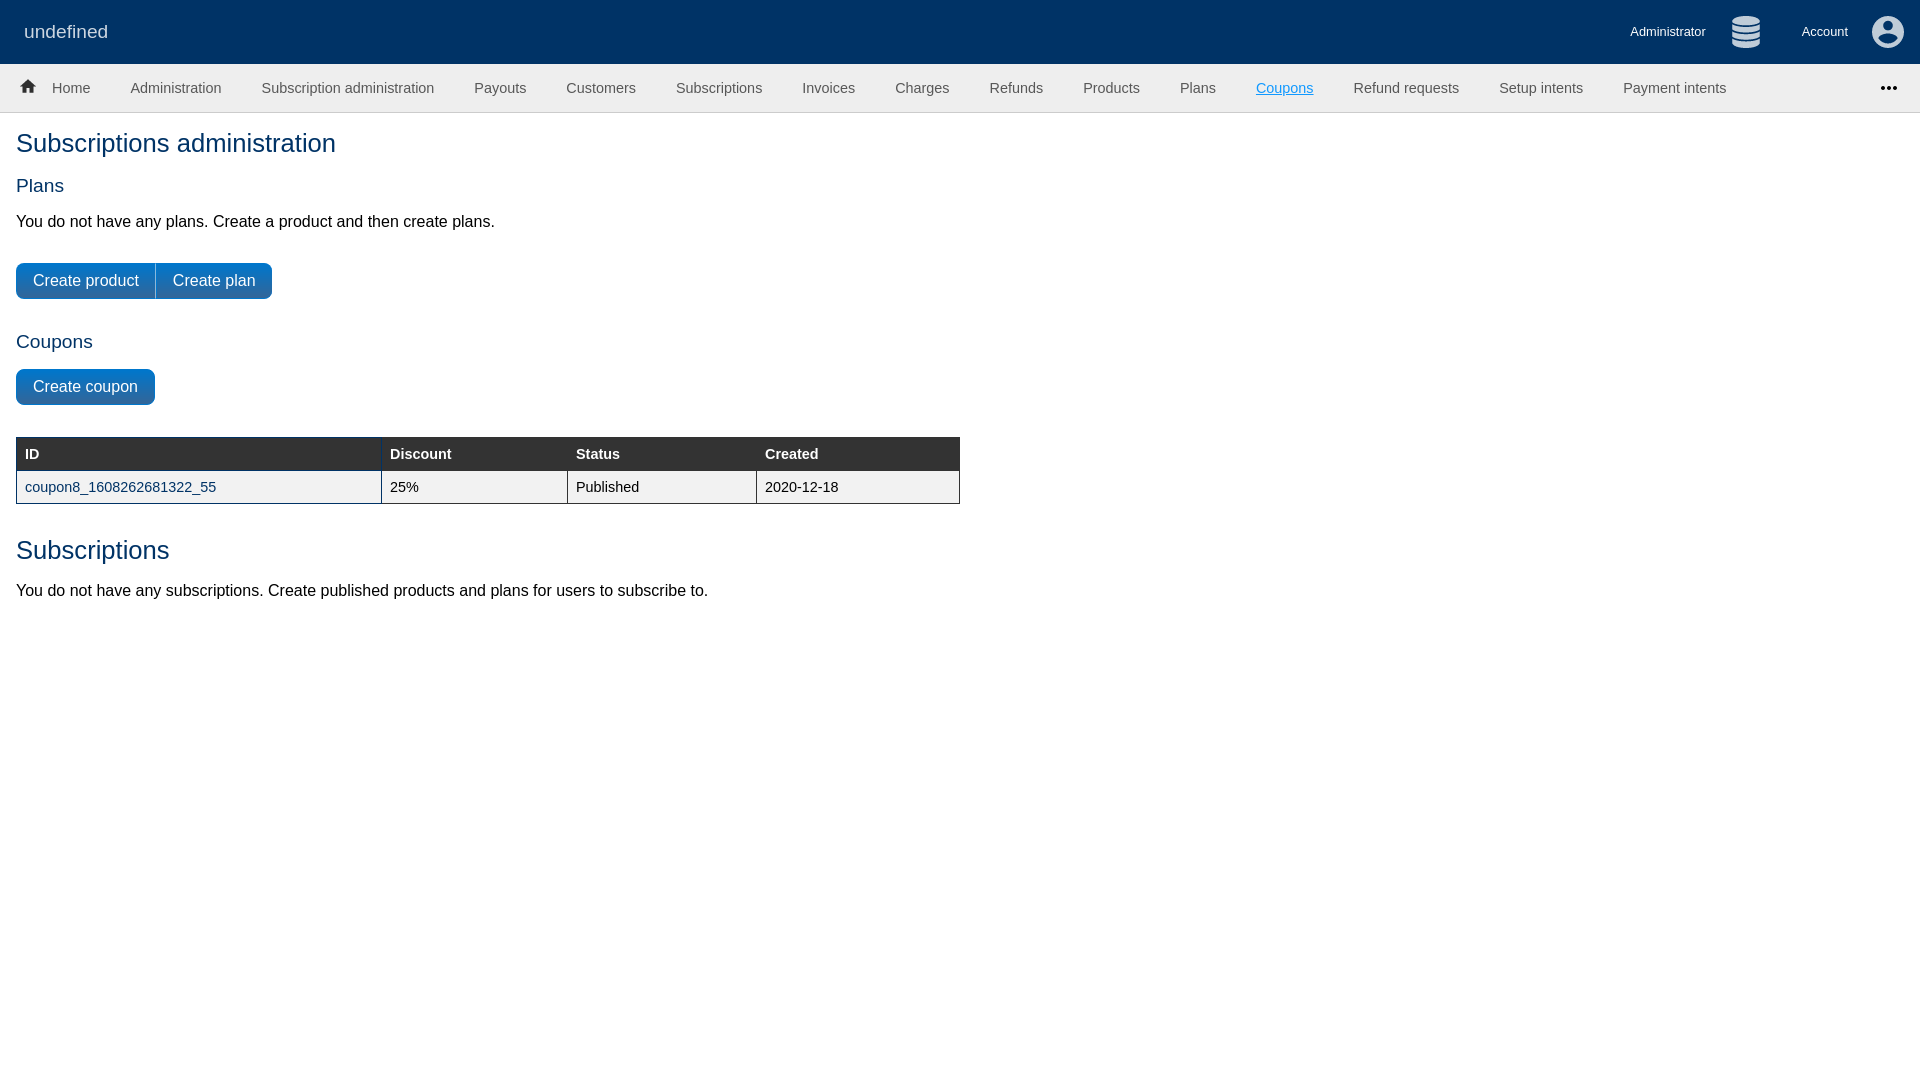 undefined
Administrator
Account
Home Administration Subscription administration Payouts Customers Subscriptions Invoices Charges Refunds Products Plans Coupons Refund requests Setup intents Payment intents
Subscriptions administration
Plans
You do not have any plans. Create a product and then create plans.
Create product Create plan
Coupons
Create coupon
ID Discount Status Created
coupon8_1608262681322_55 25% Published 2020-12-18
Subscriptions
You do not have any subscriptions. Create published products and plans for users to subscribe to.